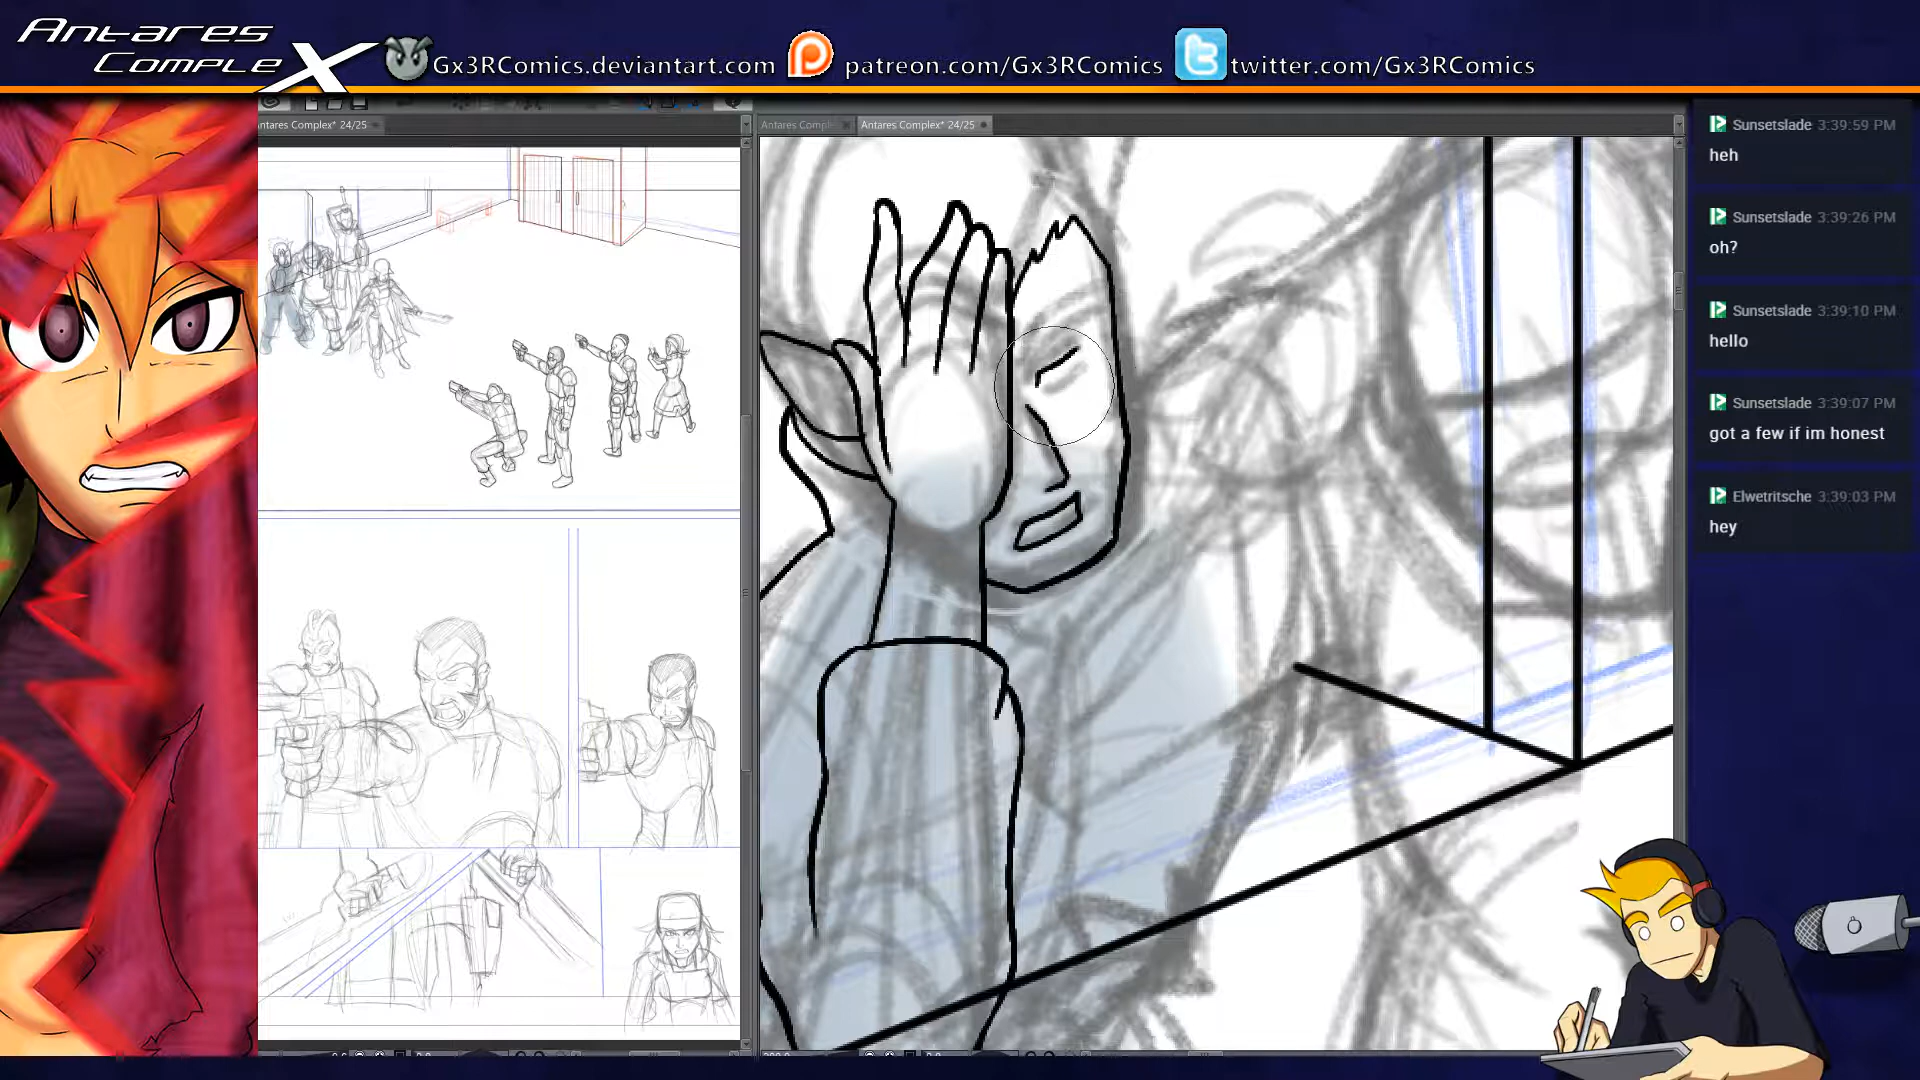 Antares
Complex
Gx3RComics.deviantart.com
patreon.com/Gx3RComics
twitter.com/Gx3RComics
ntares Complex* 24/25
Antares Compl
Antares Complex* 24/25
Sunsetslade 3:39:59 PM
heh
Sunsetslade 3:39:26 PM
oh?
Sunsetslade 3:39:10 PM
hello
Sunsetslade 3:39:07 PM
got a few if im honest
Elwetritsche 3:39:03 PM
hey